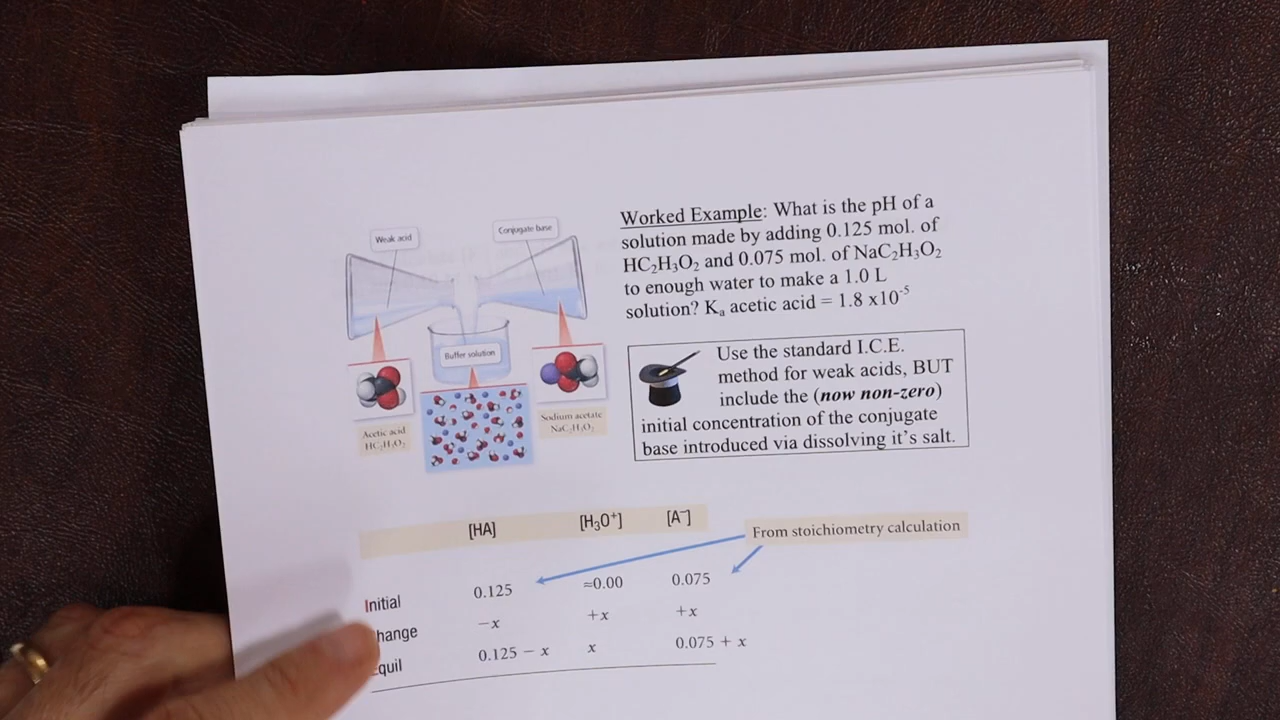 Weak acid
Conjugate base
Buffer solution
Acetic acid
HC₂H₃O₂
Sodium acetate
NaC₂H₃O₂
Worked Example: What is the pH of a
solution made by adding 0.125 mol. of
HC₂H₃O₂ and 0.075 mol. of NaC₂H₃O₂
to enough water to make a 1.0 L
solution? Kₐ acetic acid = 1.8 x10⁻⁵
Use the standard I.C.E.
method for weak acids, BUT
include the (now non-zero)
initial concentration of the conjugate
base introduced via dissolving it's salt.
[HA] [H₃O⁺] [A⁻]
From stoichiometry calculation
Initial 0.125 ≈0.00 0.075
hange −x +x +x
quil 0.125 − x x 0.075 + x